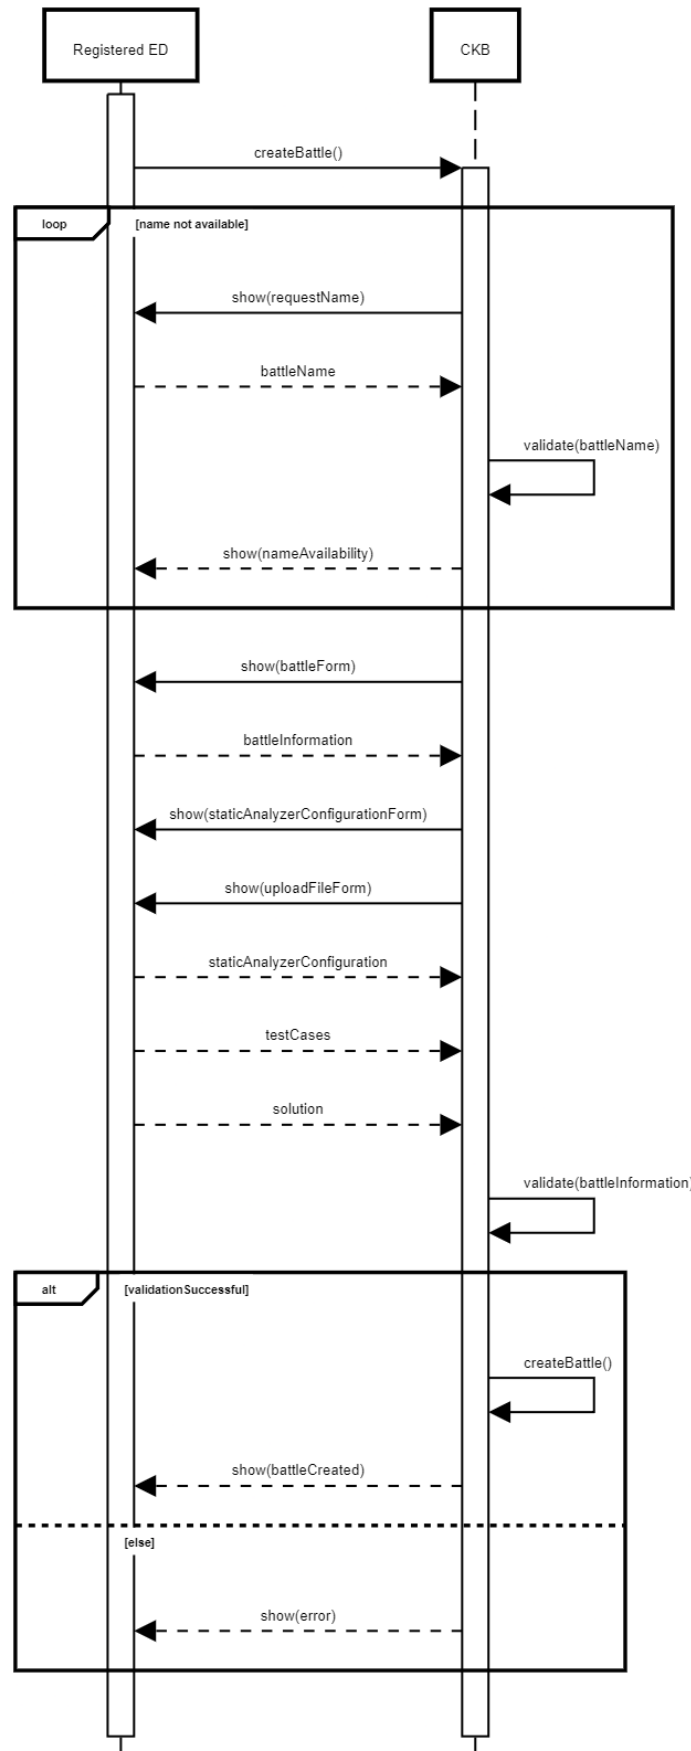 Registered ED
CKB
createBattle()
loop
[name not available]
show(requestName)
battleName
validate(battleName)
show(nameAvailability)
show(battleForm)
battleInformation
show(staticAnalyzerConfigurationForm)
show(uploadFileForm)
staticAnalyzerConfiguration
testCases
solution
validate(battleInformation)
alt
[validationSuccessful]
createBattle()
show(battleCreated)
[else]
show(error)